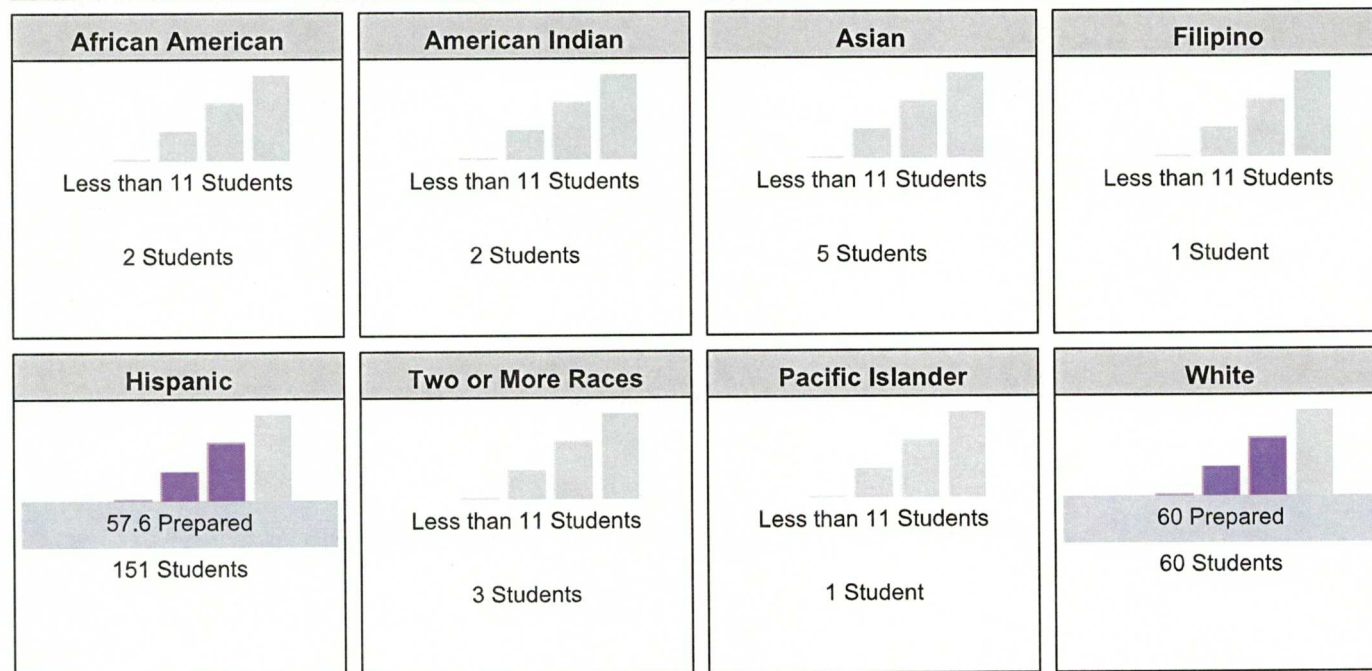 African American
Less than 11 Students
2 Students
American Indian
Less than 11 Students
2 Students
Asian
Less than 11 Students
5 Students
Filipino
Less than 11 Students
1 Student
Hispanic
57.6 Prepared
151 Students
Two or More Races
Less than 11 Students
3 Students
Pacific Islander
Less than 11 Students
1 Student
White
60 Prepared
60 Students